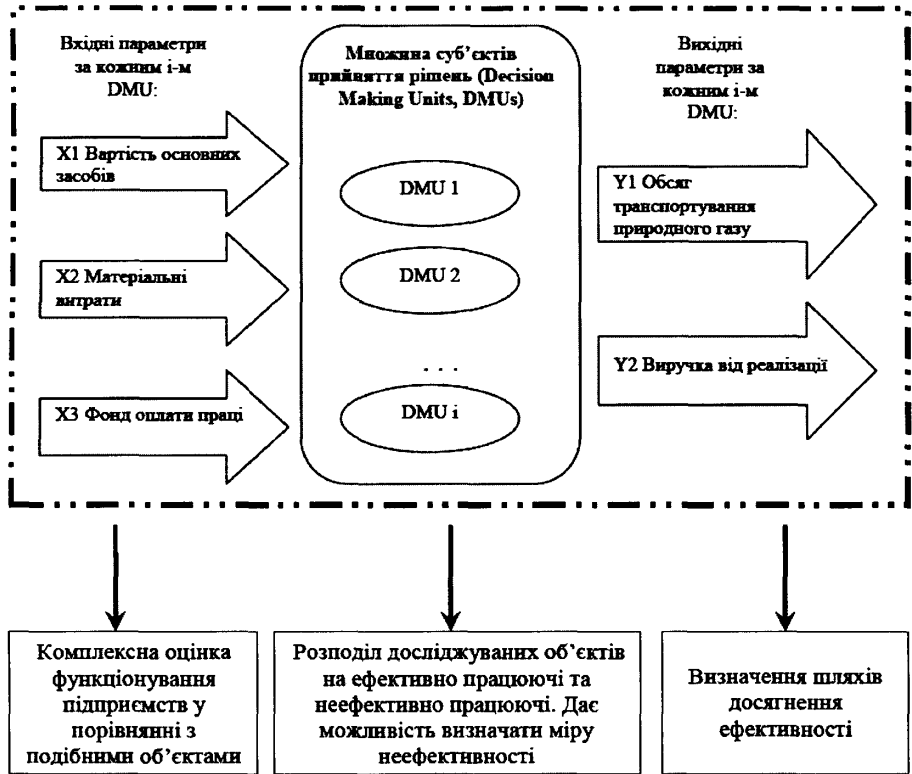 Вхідні параметри
за кожним і-м
DMU:
X1 Вартість основних
засобів
X2 Матеріальні
витрати
X3 Фонд оплати праці
Множина суб’єктів
прийняття рішень (Decision
Making Units, DMUs)
DMU 1
DMU 2
. . .
DMU i
Вихідні
параметри за
кожним і-м
DMU:
Y1 Обсяг
транспортування
природного газу
Y2 Виручка від реалізації
Комплексна оцінка
функціонування
підприємств у
порівнянні з
подібними об’єктами
Розподіл досліджуваних об’єктів
на ефективно працюючі та
неефективно працюючі. Дає
можливість визначати міру
неефективності
Визначення шляхів
досягнення
ефективності